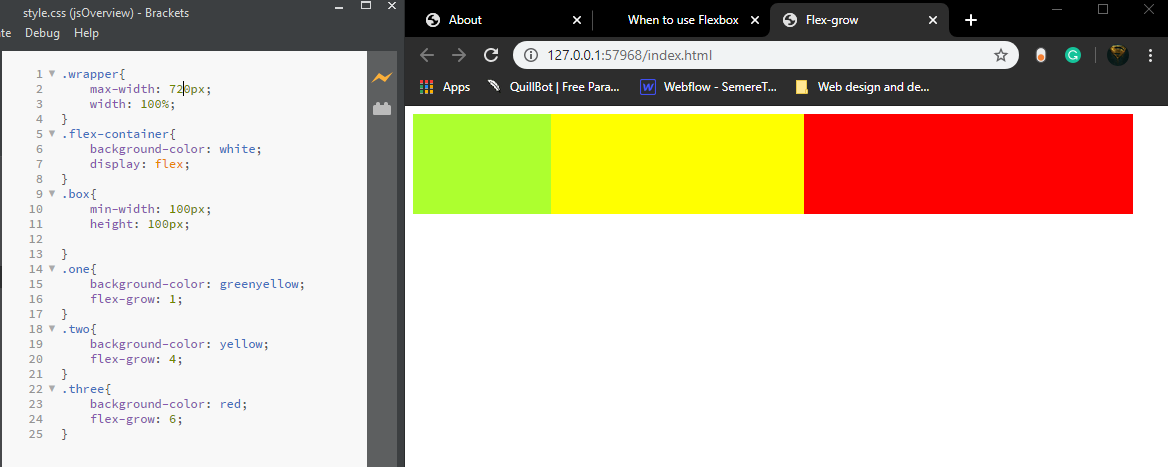 style.css (jsOverview) - Brackets
te Debug Help
1 .wrapper{
2 max-width: 720px;
3 width: 100%;
4 }
5 .flex-container{
6 background-color: white;
7 display: flex;
8 }
9 .box{
10 min-width: 100px;
11 height: 100px;
12
13 }
14 .one{
15 background-color: greenyellow;
16 flex-grow: 1;
17 }
18 .two{
19 background-color: yellow;
20 flex-grow: 4;
21 }
22 .three{
23 background-color: red;
24 flex-grow: 6;
25 }
About When to use Flexbox Flex-grow
127.0.0.1:57968/index.html
Apps QuillBot | Free Para... W Webflow - SemereT... Web design and de...